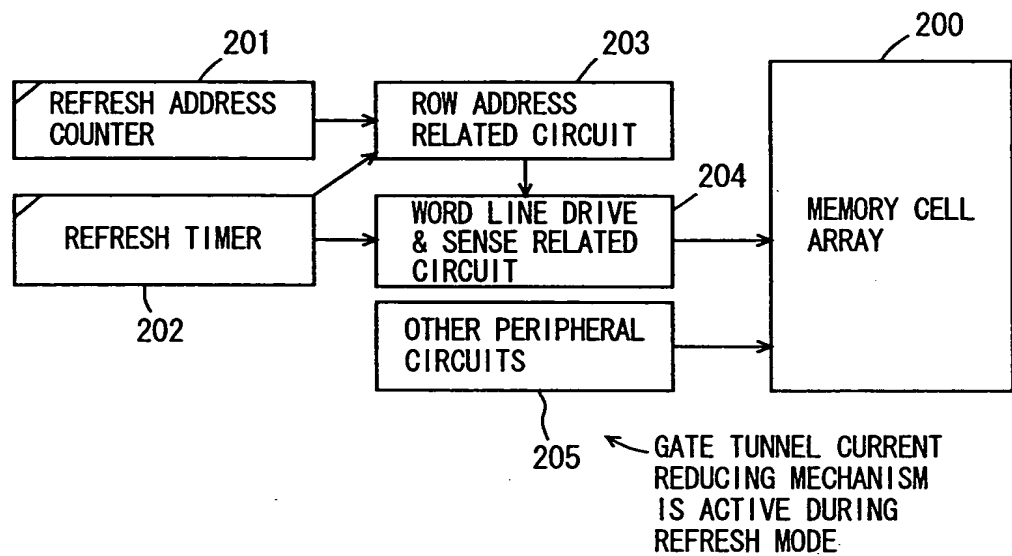 201
203
200
REFRESH ADDRESS
COUNTER
ROW ADDRESS
RELATED CIRCUIT
204
REFRESH TIMER
WORD LINE DRIVE
& SENSE RELATED
CIRCUIT
MEMORY CELL
ARRAY
202
OTHER PERIPHERAL
CIRCUITS
205
GATE TUNNEL CURRENT
REDUCING MECHANISM
IS ACTIVE DURING
REFRESH MODE